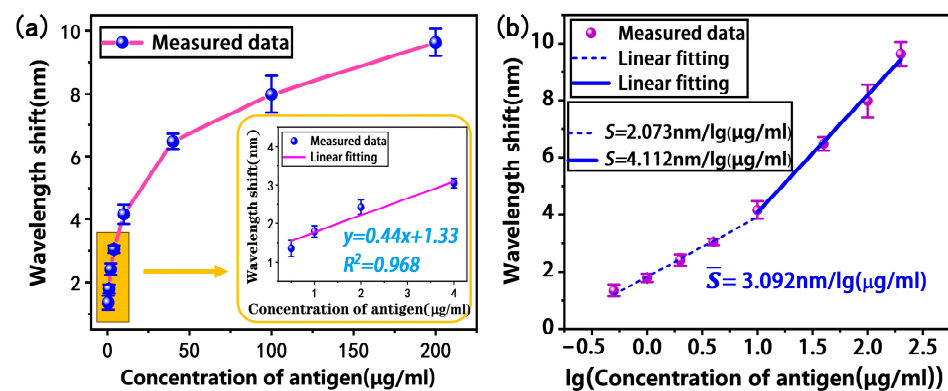 (a)
Measured data
Wavelength shift(nm)
10
8
6
4
2
0 50 100 150 200
Concentration of antigen(μg/ml)
Measured data
Linear fitting
Wavelength shift(nm)
4
3
2
1
y=0.44x+1.33
R²=0.968
1 2 3 4
Concentration of antigen(μg/ml)
(b)
Measured data
Linear fitting
Linear fitting
S=2.073nm/lg(μg/ml)
S=4.112nm/lg(μg/ml)
S̅ = 3.092nm/lg(μg/ml)
Wavelength shift(nm)
10
8
6
4
2
0
−0.5 0.0 0.5 1.0 1.5 2.0 2.5
lg(Concentration of antigen(μg/ml))